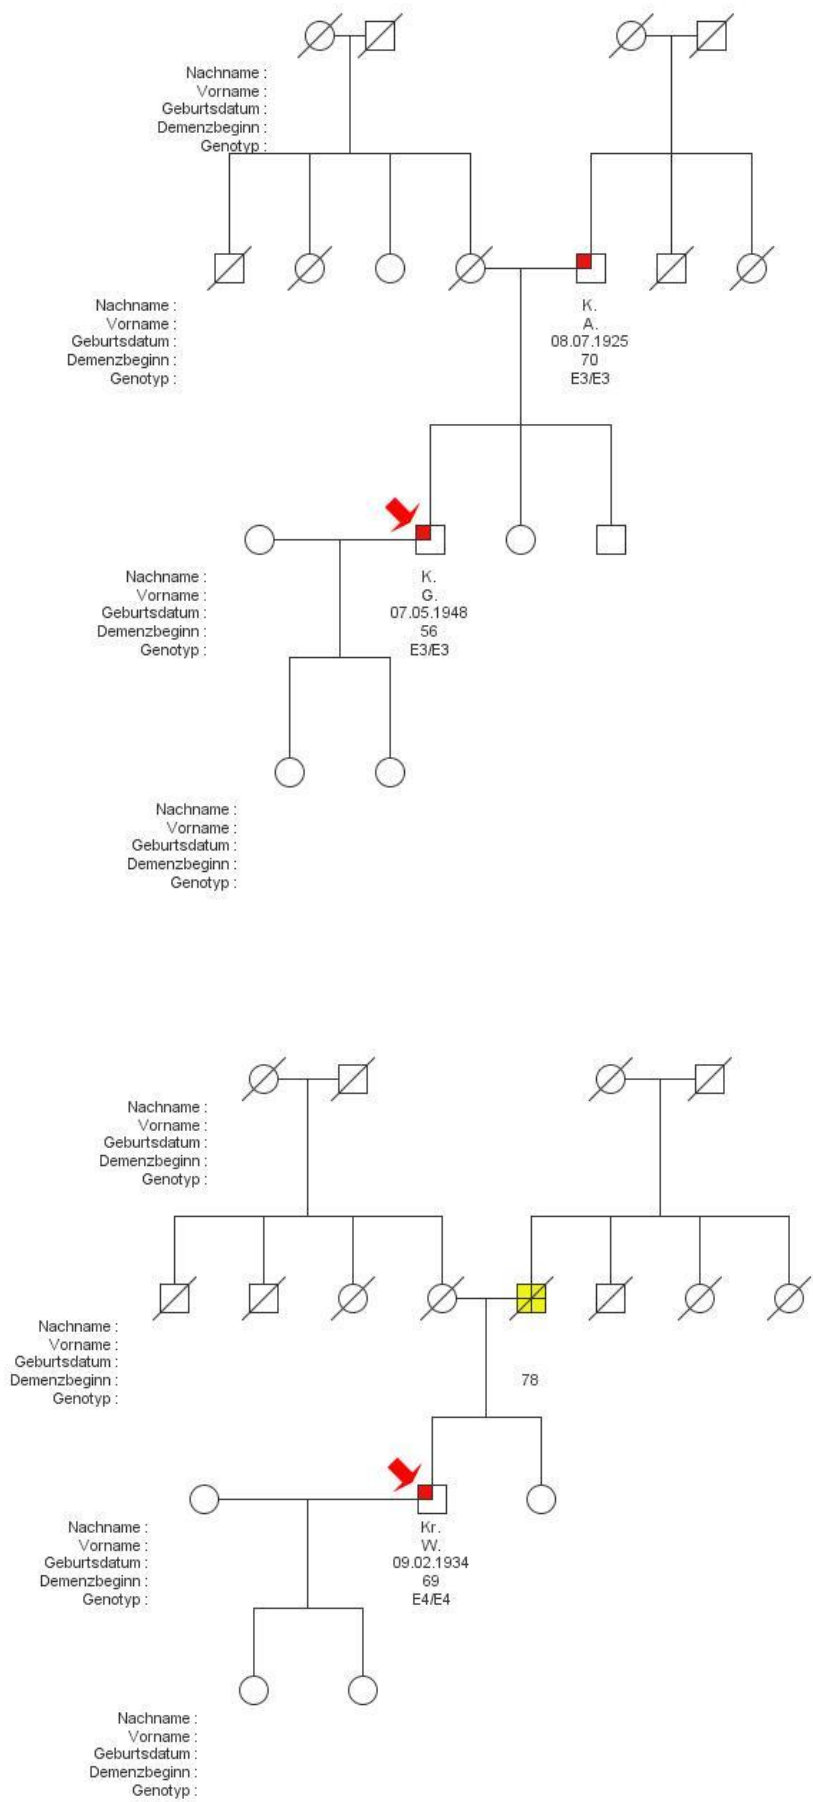 Nachname :
Vorname :
Geburtsdatum :
Demenzbeginn :
Genotyp :
Nachname : K.
Vorname : A.
Geburtsdatum : 08.07.1925
Demenzbeginn : 70
Genotyp : E3/E3
Nachname : K.
Vorname : G.
Geburtsdatum : 07.05.1948
Demenzbeginn : 56
Genotyp : E3/E3
Nachname :
Vorname :
Geburtsdatum :
Demenzbeginn :
Genotyp :
Nachname :
Vorname :
Geburtsdatum :
Demenzbeginn :
Genotyp :
Nachname :
Vorname :
Geburtsdatum :
Demenzbeginn : 78
Genotyp :
Nachname : Kr.
Vorname : W.
Geburtsdatum : 09.02.1934
Demenzbeginn : 69
Genotyp : E4/E4
Nachname :
Vorname :
Geburtsdatum :
Demenzbeginn :
Genotyp :